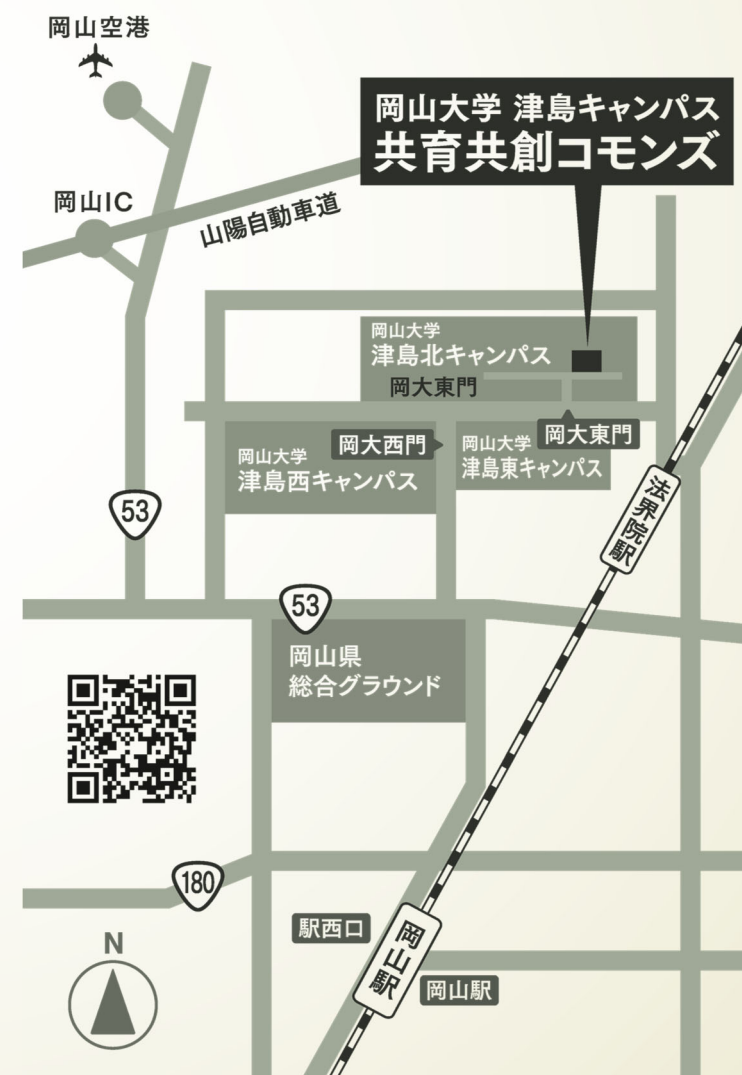 岡山空港
岡山大学 津島キャンパス
共育共創コモンズ
岡山IC
山陽自動車道
岡山大学
津島北キャンパス
岡大東門
岡大西門
岡大東門
岡山大学
津島西キャンパス
岡山大学
津島東キャンパス
法界院駅
53
53
岡山県
総合グラウンド
180
駅西口
岡山駅
岡山駅
N